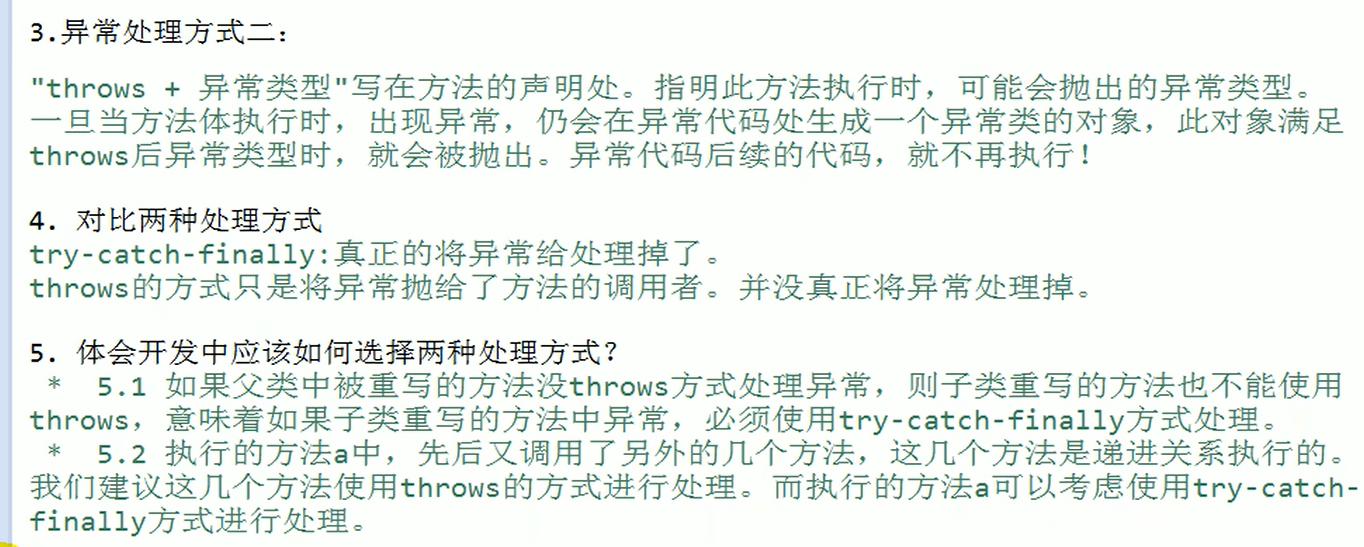 3.异常处理方式二：
"throws + 异常类型"写在方法的声明处。指明此方法执行时，可能会抛出的异常类型。
一旦当方法体执行时，出现异常，仍会在异常代码处生成一个异常类的对象，此对象满足
throws后异常类型时，就会被抛出。异常代码后续的代码，就不再执行！
4. 对比两种处理方式
try-catch-finally:真正的将异常给处理掉了。
throws的方式只是将异常抛给了方法的调用者。并没真正将异常处理掉。
5. 体会开发中应该如何选择两种处理方式？
* 5.1 如果父类中被重写的方法没throws方式处理异常，则子类重写的方法也不能使用
throws，意味着如果子类重写的方法中异常，必须使用try-catch-finally方式处理。
* 5.2 执行的方法a中，先后又调用了另外的几个方法，这几个方法是递进关系执行的。
我们建议这几个方法使用throws的方式进行处理。而执行的方法a可以考虑使用try-catch-
finally方式进行处理。